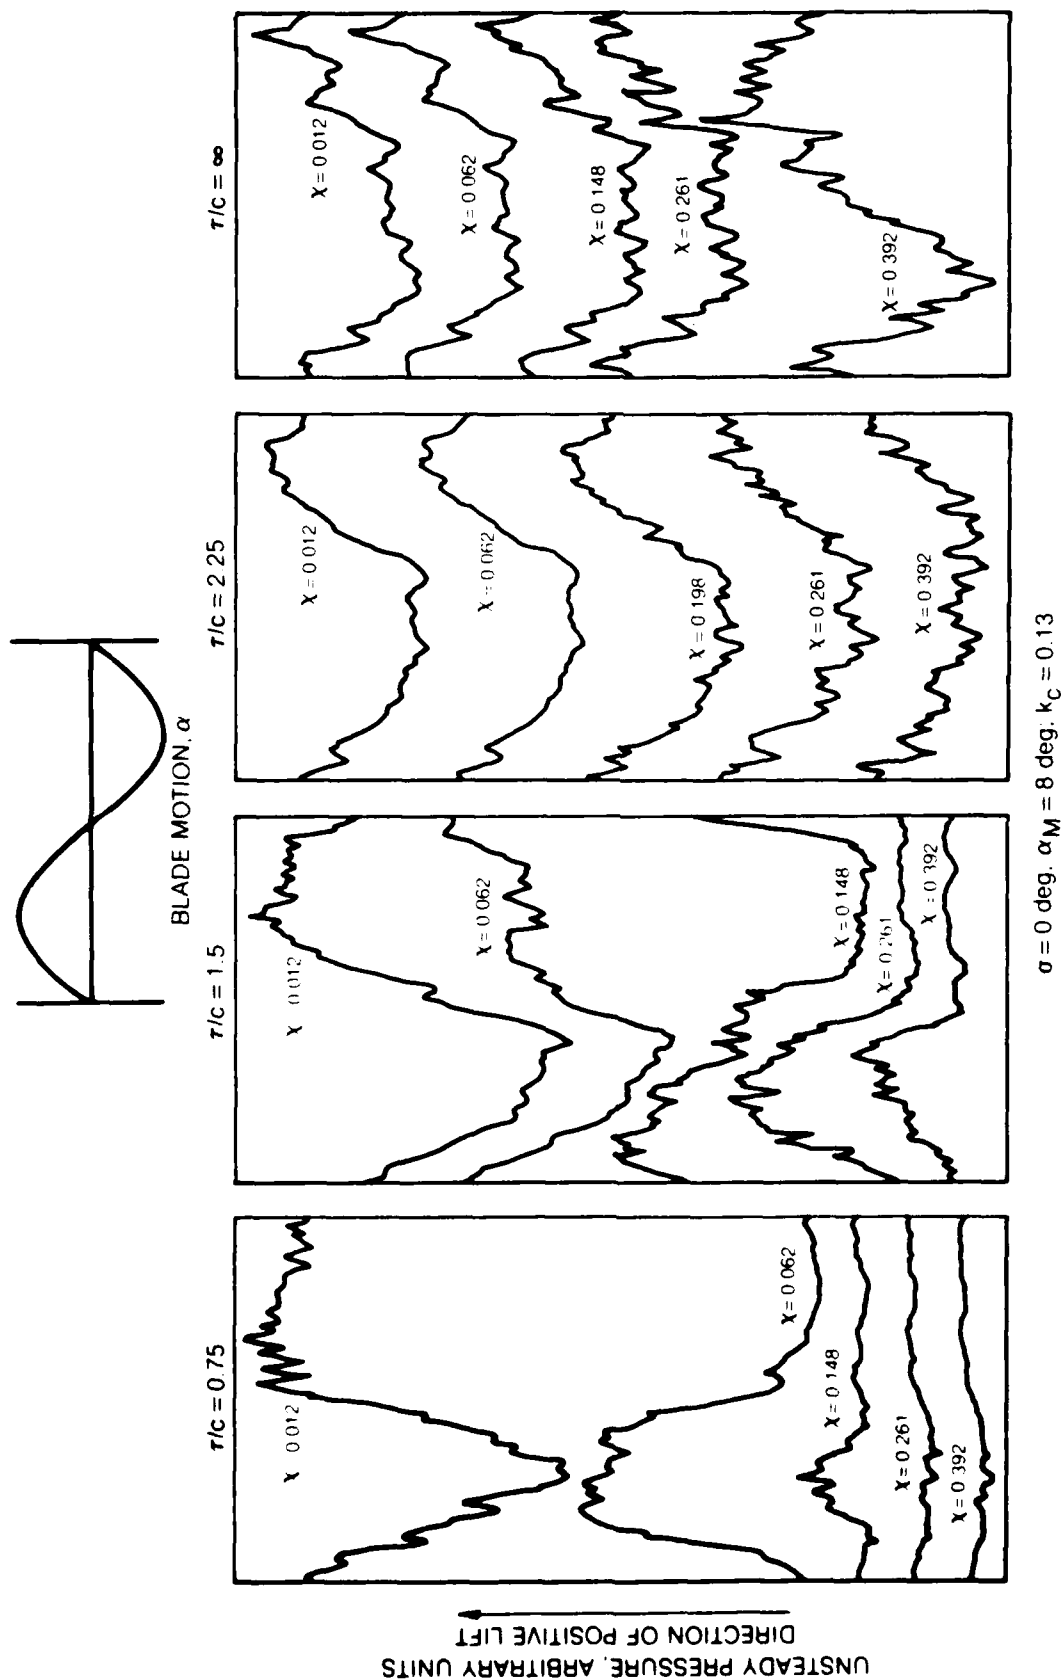 BLADE MOTION, α
τ/c = 0.75
τ/c = 1.5
τ/c = 2 25
τ/c = ∞
UNSTEADY PRESSURE, ARBITRARY UNITS
DIRECTION OF POSITIVE LIFT
χ 0 012
χ = 0 062
χ = 0 148
χ = 0.261
χ = 0 392
χ 0 012
χ = 0 062
χ = 0 148
χ = 0.261
χ = 0 392
χ = 0 012
χ = 0.062
χ = 0 198
χ = 0 261
χ = 0 392
χ = 0 012
χ = 0 062
χ = 0 148
χ = 0 261
χ = 0 392
σ = 0 deg. αM = 8 deg; kC = 0.13